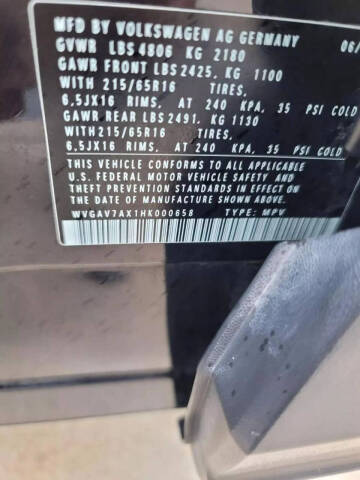 MFD BY VOLKSWAGEN AG GERMANY 06/
GVWR LBS 4806 KG 2180
GAWR FRONT LBS 2425, KG 1100
WITH 215/65R16 TIRES,
6.5JX16 RIMS, AT 240 KPA, 35 PSI COLD
GAWR REAR LBS 2491, KG 1130
WITH 215/65R16 TIRES,
6.5JX16 RIMS, AT 240 KPA, 35 PSI COLD
THIS VEHICLE CONFORMS TO ALL APPLICABLE
U.S. FEDERAL MOTOR VEHICLE SAFETY AND
THEFT PREVENTION STANDARDS IN EFFECT ON
THE DATE OF MANUFACTURE SHOWN ABOVE.
WVGAV7AX1HK000658 TYPE: MPV